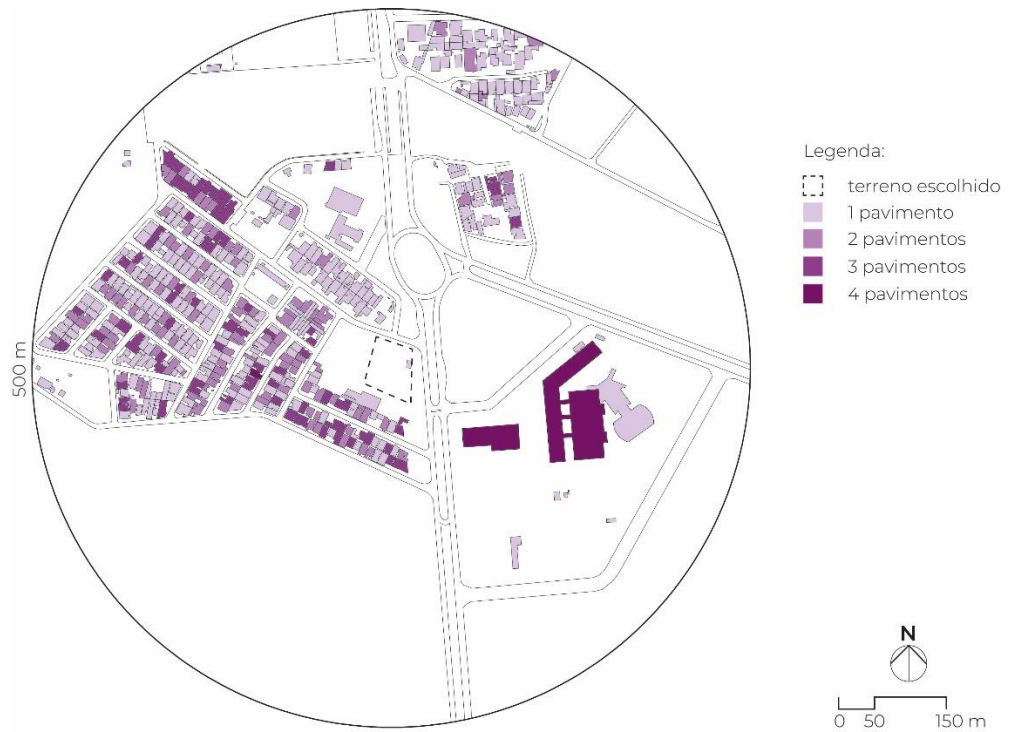 Legenda:
terreno escolhido
1 pavimento
2 pavimentos
3 pavimentos
4 pavimentos
500 m
N
0 50 150 m